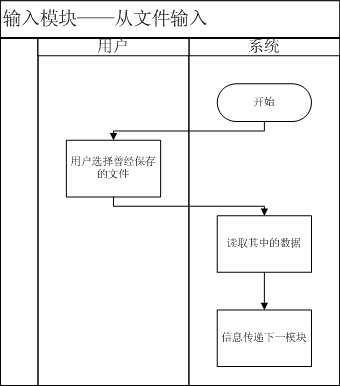 输入模块——从文件输入
用户
系统
开始
用户选择曾经保存
的文件
读取其中的数据
信息传递下一模块